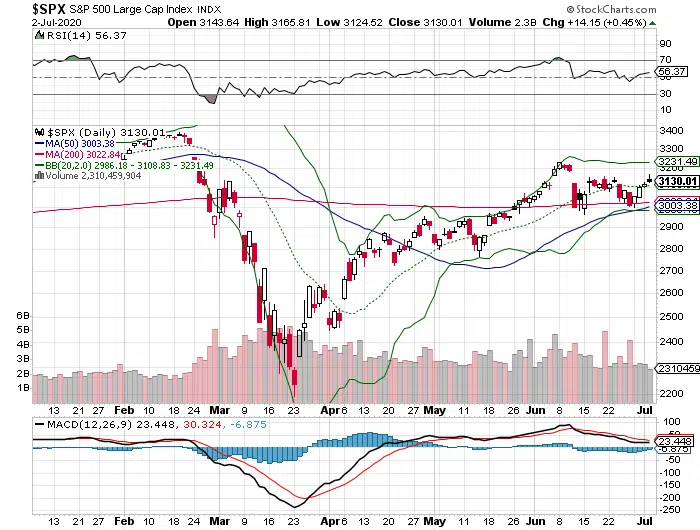 $SPX S&P 500 Large Cap Index INDX © StockCharts.com
2-Jul-2020 Open 3143.64 High 3165.81 Low 3124.52 Close 3130.01 Volume 2.3B Chg +14.15 (+0.45%)
RSI(14) 56.37
90
70
56.37
50
30
10
$SPX (Daily) 3130.01
MA(50) 3003.38
MA(200) 3022.84
BB(20,2.0) 2986.18 - 3108.83 - 3231.49
Volume 2,310,459,904
3400
3300
3231.49
3200
3130.01
3003.38
2900
2800
2700
2600
2500
2400
2310459
2200
6B
5B
4B
3B
2B
1B
13 21 27 Feb 10 18 24 Mar 9 16 23 Apr 6 13 20 27 May 11 18 26 Jun 8 15 22 Jul
MACD(12,26,9) 23.448, 30.324, -6.875
100
50
23.448
-6.875
-50
-100
-150
-200
-250
13 21 27 Feb 10 18 24 Mar 9 16 23 Apr 6 13 20 27 May 11 18 26 Jun 8 15 22 Jul